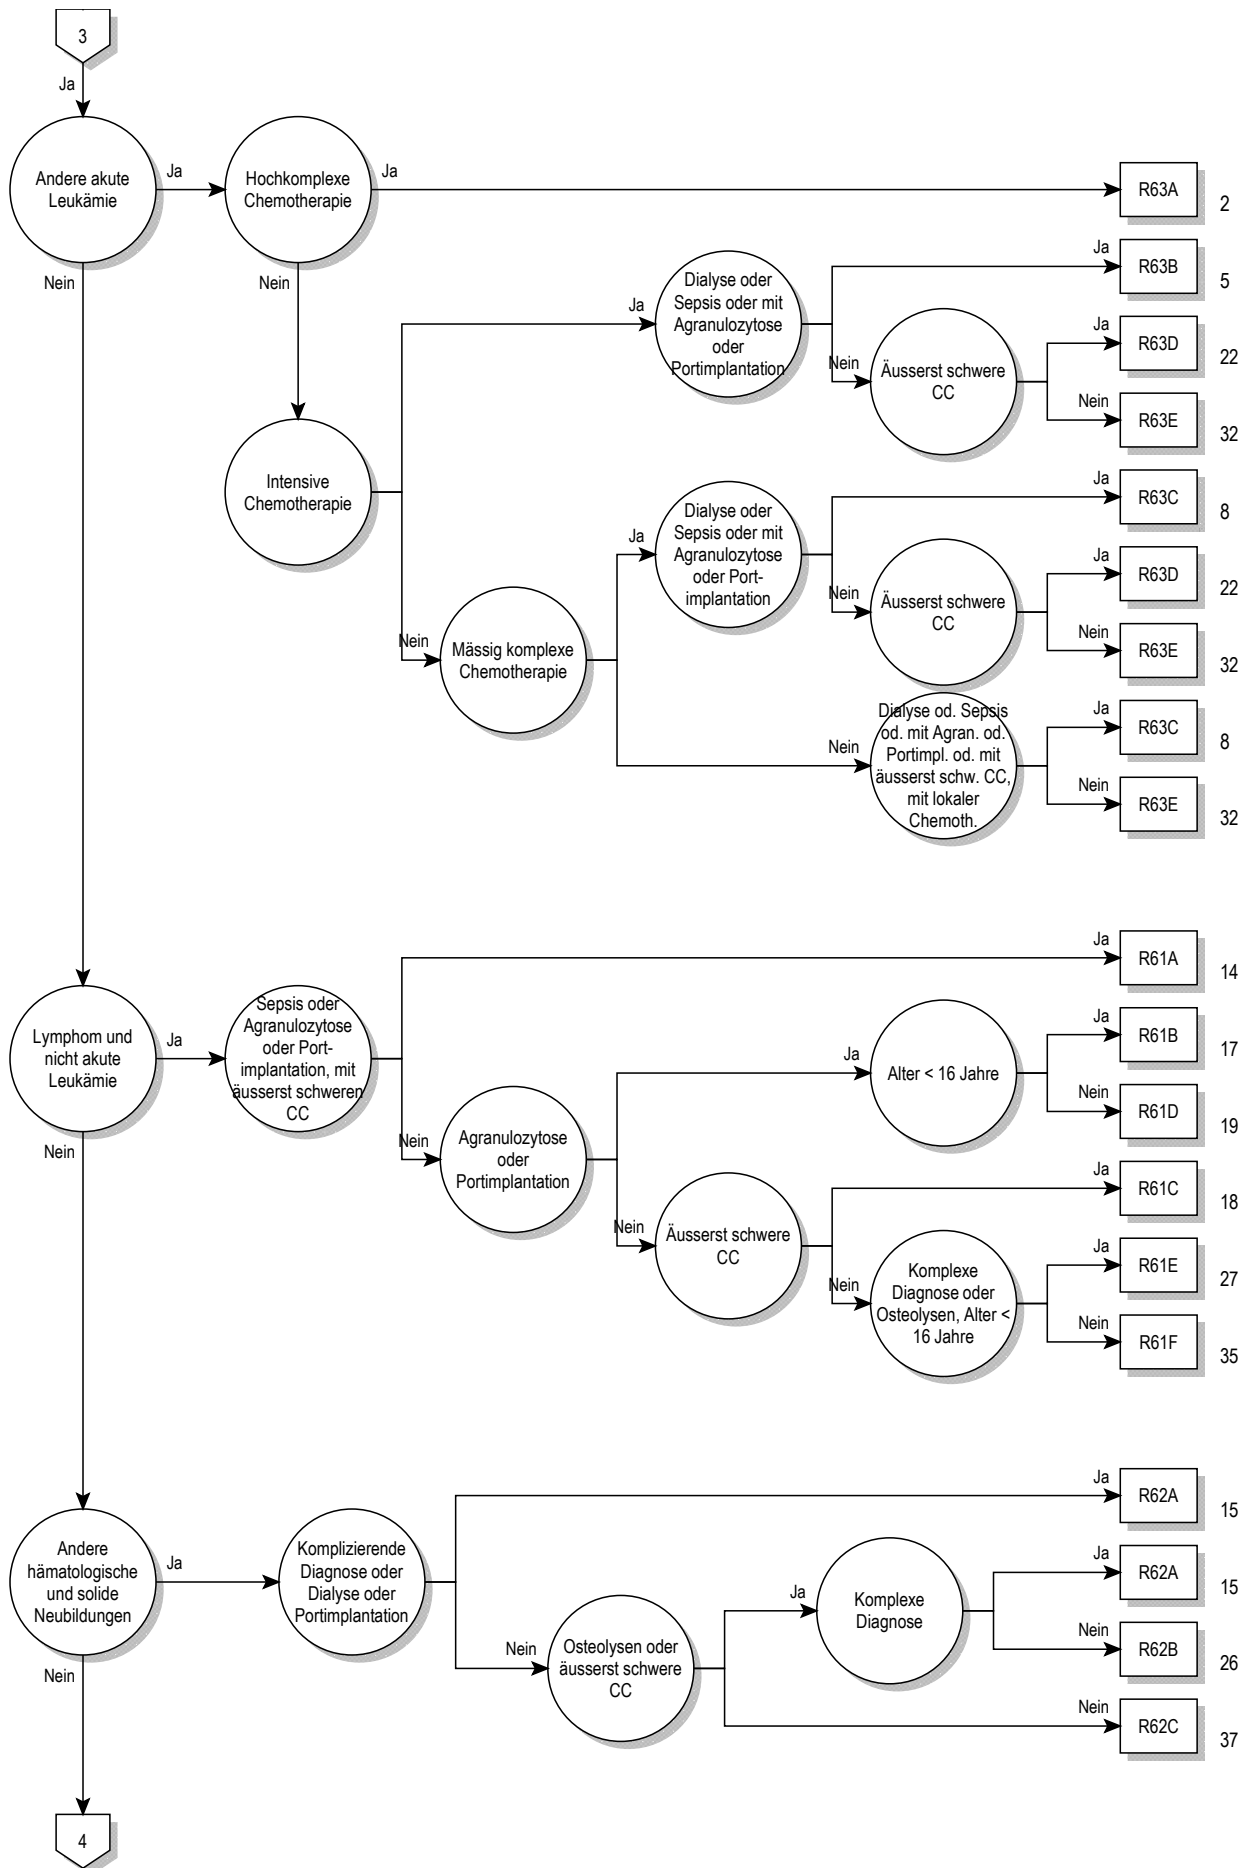 3
Ja
Andere akute
Leukämie
Ja
Hochkomplexe
Chemotherapie
Ja
R63A
2
Nein
Nein
Ja
Dialyse oder
Sepsis oder mit
Agranulozytose
oder
Portimplantation
Ja
R63B
5
Nein
Äusserst schwere
CC
Ja
R63D
22
Nein
R63E
32
Intensive
Chemotherapie
Ja
Dialyse oder
Sepsis oder mit
Agranulozytose
oder Port-
implantation
Ja
R63C
8
Nein
Äusserst schwere
CC
Ja
R63D
22
Nein
R63E
32
Nein
Mässig komplexe
Chemotherapie
Nein
Dialyse od. Sepsis
od. mit Agran. od.
Portimpl. od. mit
äusserst schw. CC,
mit lokaler
Chemoth.
Ja
R63C
8
Nein
R63E
32
Lymphom und
nicht akute
Leukämie
Ja
Sepsis oder
Agranulozytose
oder Port-
implantation, mit
äusserst schweren
CC
Ja
R61A
14
Nein
Nein
Agranulozytose
oder
Portimplantation
Ja
Alter < 16 Jahre
Ja
R61B
17
Nein
R61D
19
Nein
Äusserst schwere
CC
Ja
R61C
18
Nein
Komplexe
Diagnose oder
Osteolysen, Alter <
16 Jahre
Ja
R61E
27
Nein
R61F
35
Andere
hämatologische
und solide
Neubildungen
Ja
Komplizierende
Diagnose oder
Dialyse oder
Portimplantation
Ja
R62A
15
Nein
Nein
Osteolysen oder
äusserst schwere
CC
Ja
Komplexe
Diagnose
Ja
R62A
15
Nein
R62B
26
Nein
R62C
37
4